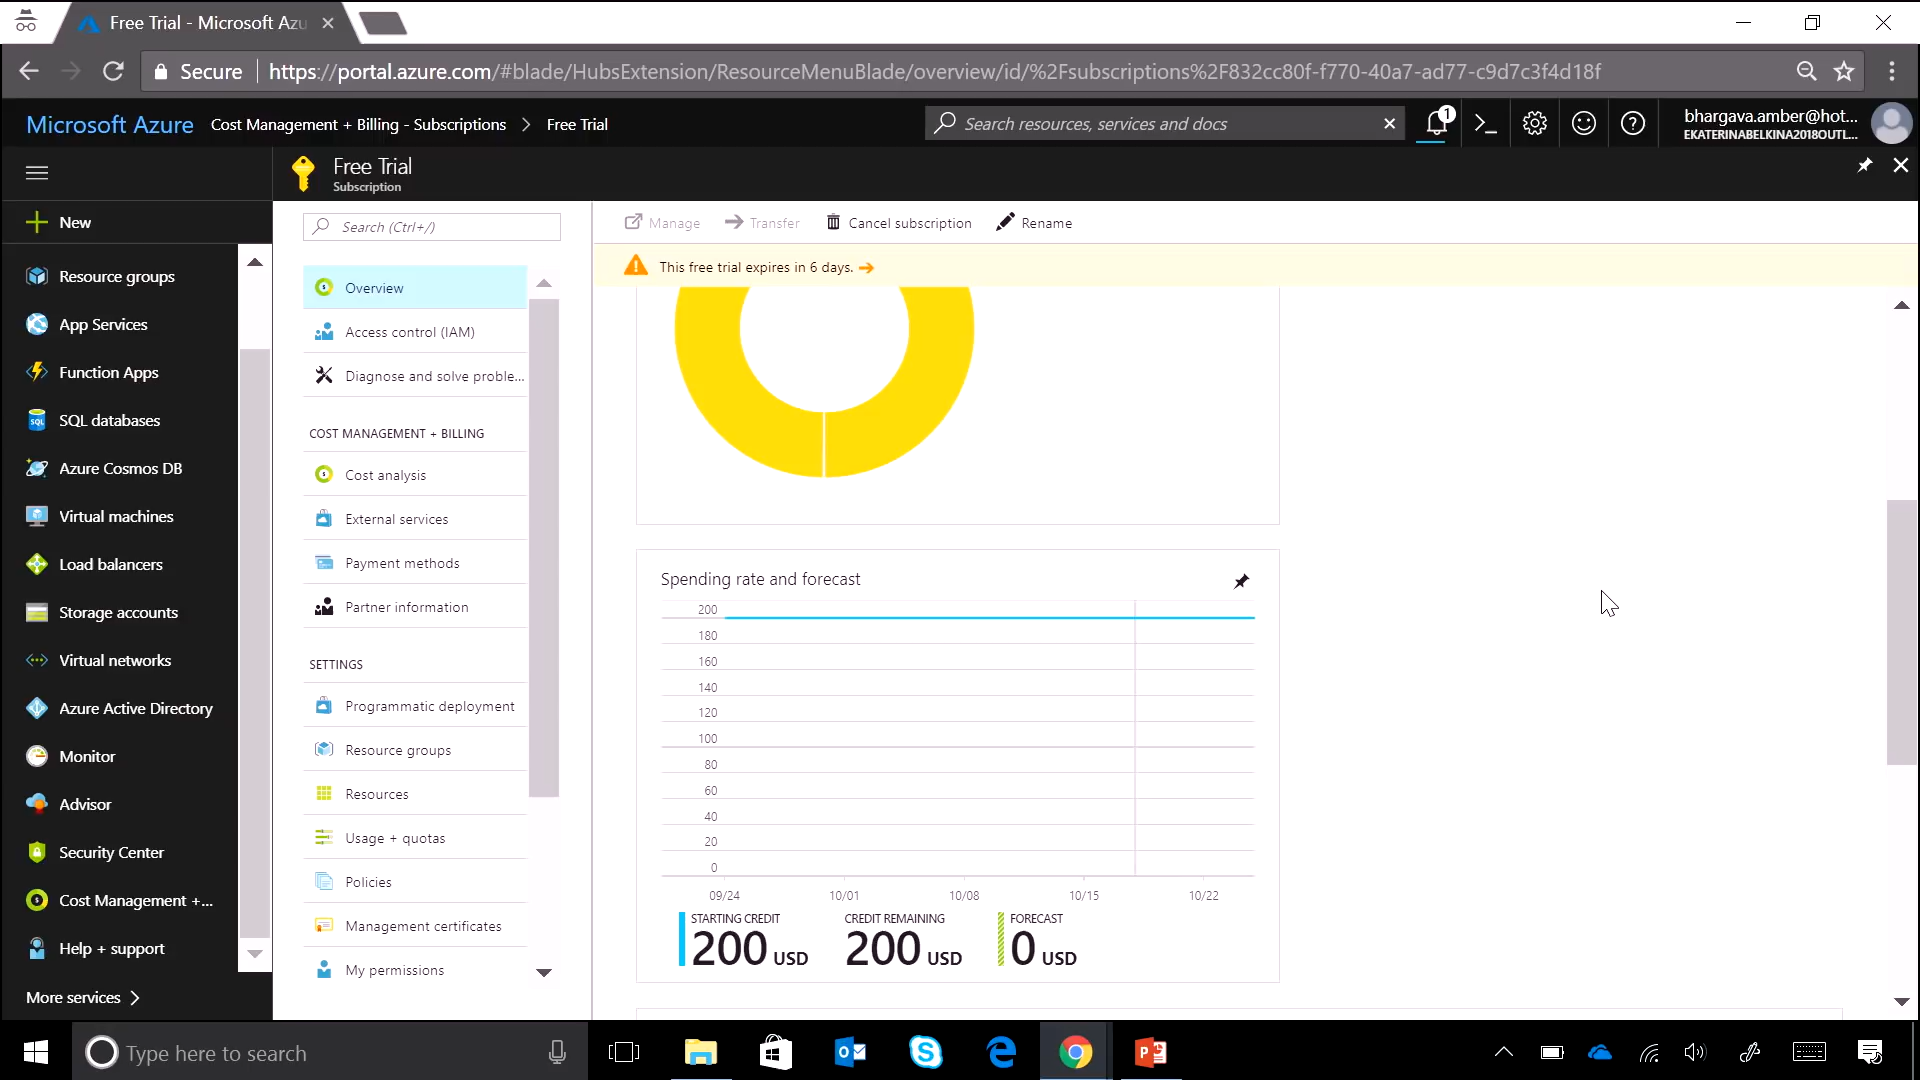 Free Trial - Microsoft Azu
Secure
https://portal.azure.com/#blade/HubsExtension/ResourceMenuBlade/overview/id/%2Fsubscriptions%2F832cc80f-f770-40a7-ad77-c9d7c3f4d18f
Microsoft Azure
Cost Management + Billing - Subscriptions > Free Trial
Search resources, services and docs
1
bhargava.amber@hot...
EKATERINABELKINA2018OUTL...
Free Trial
Subscription
New
Resource groups
App Services
Function Apps
SQL databases
Azure Cosmos DB
Virtual machines
Load balancers
Storage accounts
Virtual networks
Azure Active Directory
Monitor
Advisor
Security Center
Cost Management +...
Help + support
More services >
Search (Ctrl+/)
Overview
Access control (IAM)
Diagnose and solve proble...
COST MANAGEMENT + BILLING
Cost analysis
External services
Payment methods
Partner information
SETTINGS
Programmatic deployment
Resource groups
Resources
Usage + quotas
Policies
Management certificates
My permissions
Manage
Transfer
Cancel subscription
Rename
This free trial expires in 6 days.
Spending rate and forecast
200
180
160
140
120
100
80
60
40
20
0
09/24 10/01 10/08 10/15 10/22
STARTING CREDIT
200 USD
CREDIT REMAINING
200 USD
FORECAST
0 USD
Type here to search